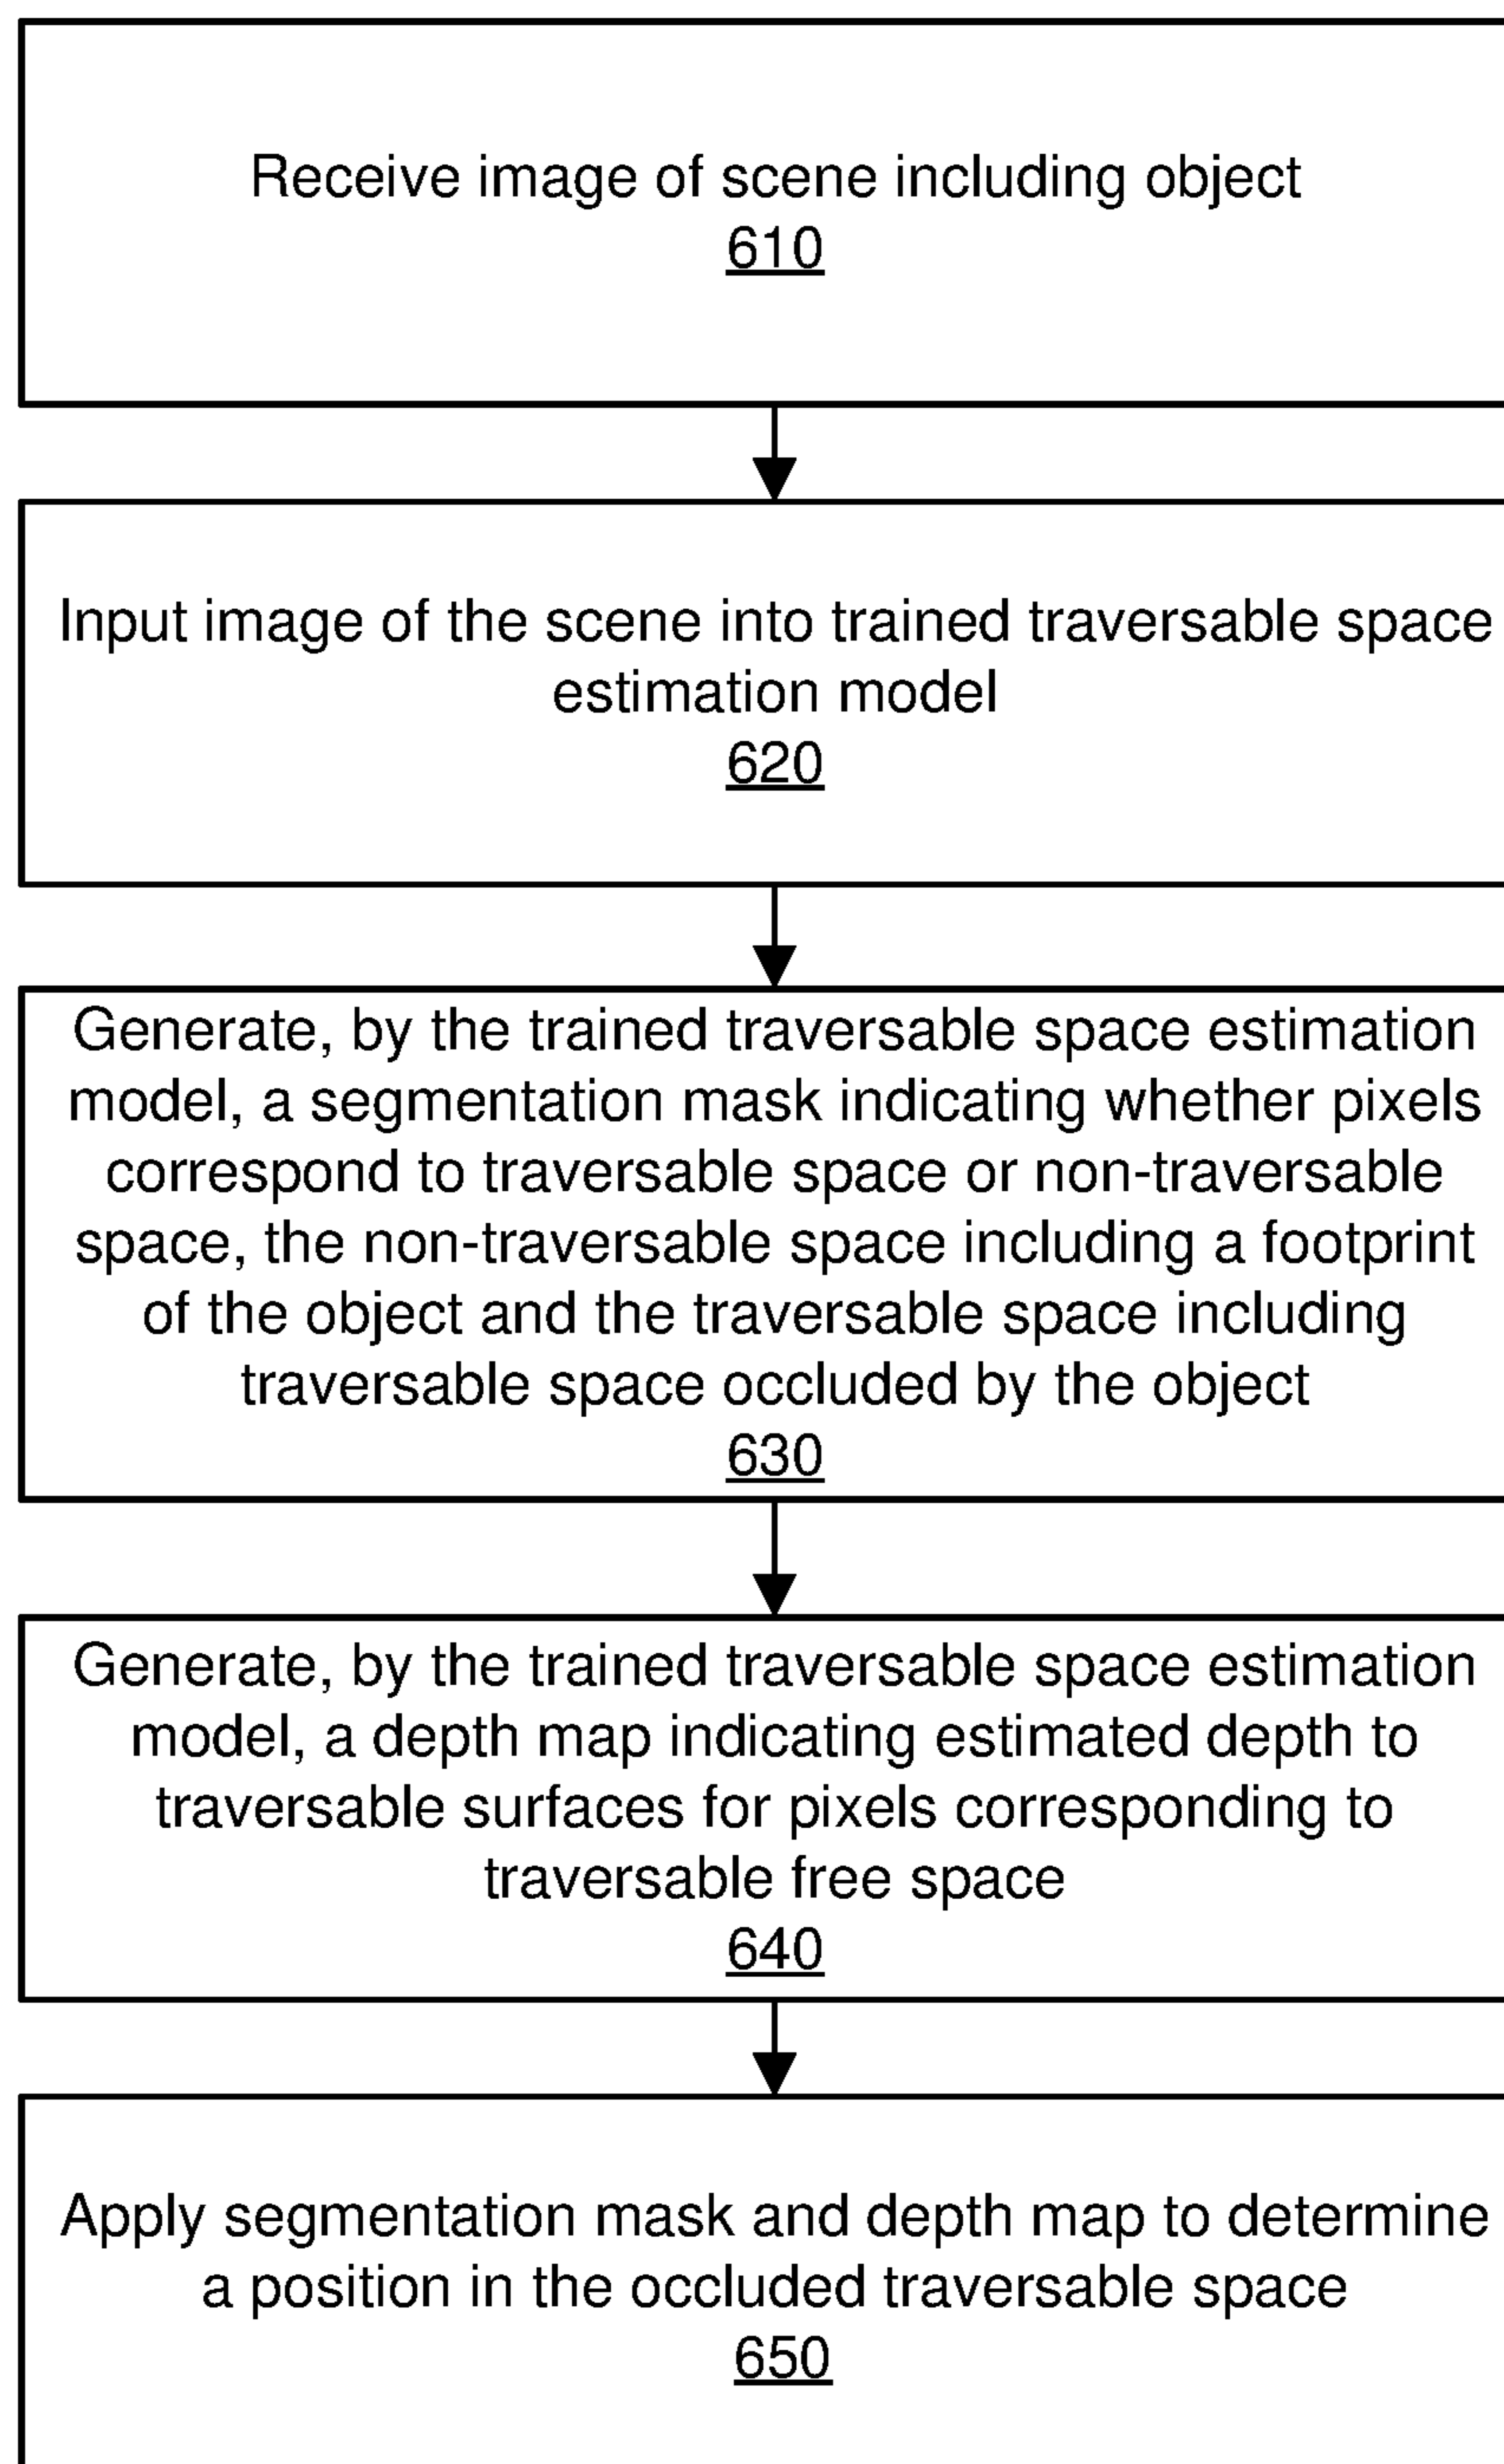 Receive image of scene including object
610
Input image of the scene into trained traversable space
estimation model
620
Generate, by the trained traversable space estimation
model, a segmentation mask indicating whether pixels
correspond to traversable space or non-traversable
space, the non-traversable space including a footprint
of the object and the traversable space including
traversable space occluded by the object
630
Generate, by the trained traversable space estimation
model, a depth map indicating estimated depth to
traversable surfaces for pixels corresponding to
traversable free space
640
Apply segmentation mask and depth map to determine
a position in the occluded traversable space
650